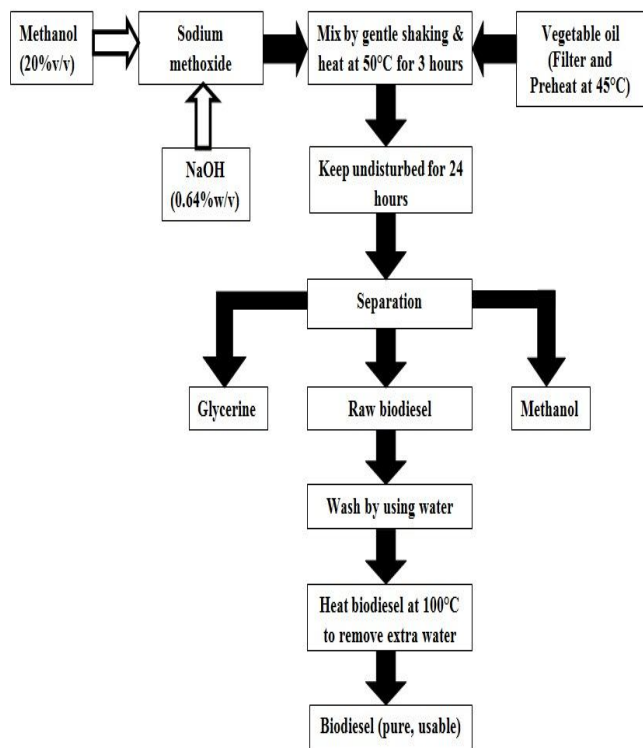 Methanol
(20%v/v)
Sodium
methoxide
Mix by gentle shaking &
heat at 50°C for 3 hours
Vegetable oil
(Filter and
Preheat at 45°C)
NaOH
(0.64%w/v)
Keep undisturbed for 24
hours
Separation
Glycerine
Raw biodiesel
Methanol
Wash by using water
Heat biodiesel at 100°C
to remove extra water
Biodiesel (pure, usable)